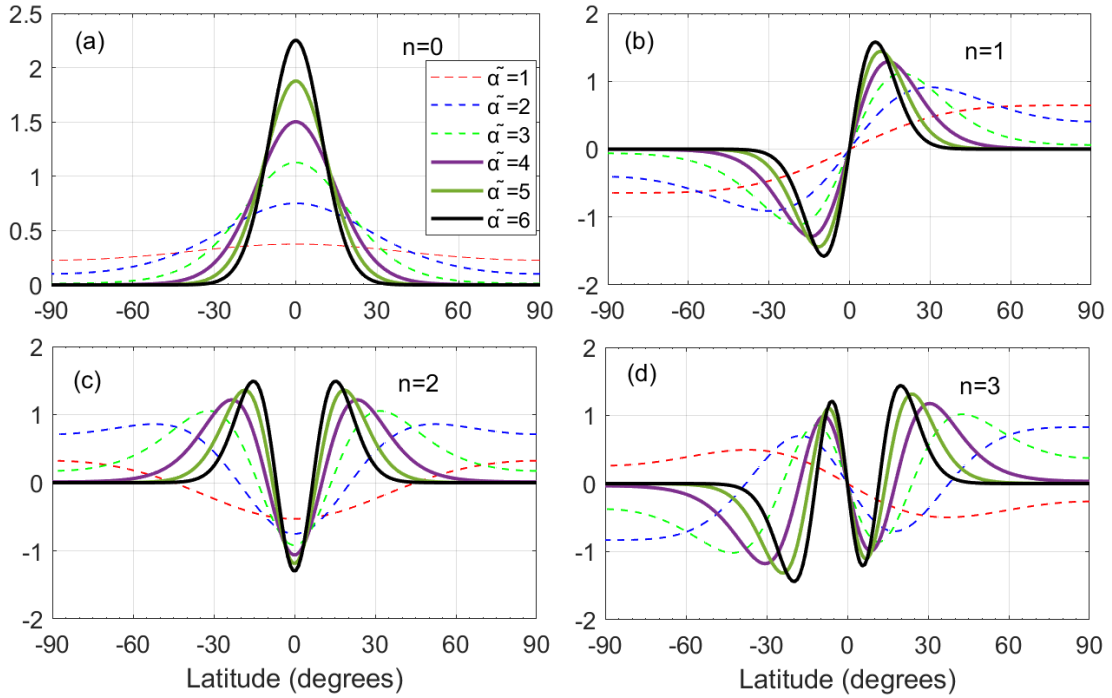 2.5
2
1.5
1
0.5
0
(a)
n=0
α̃=1
α̃=2
α̃=3
α̃=4
α̃=5
α̃=6
-90 -60 -30 0 30 60 90
2
1
0
-1
-2
(b)
n=1
-90 -60 -30 0 30 60 90
2
1
0
-1
-2
(c)
n=2
-90 -60 -30 0 30 60 90
Latitude (degrees)
2
1
0
-1
-2
(d)
n=3
-90 -60 -30 0 30 60 90
Latitude (degrees)